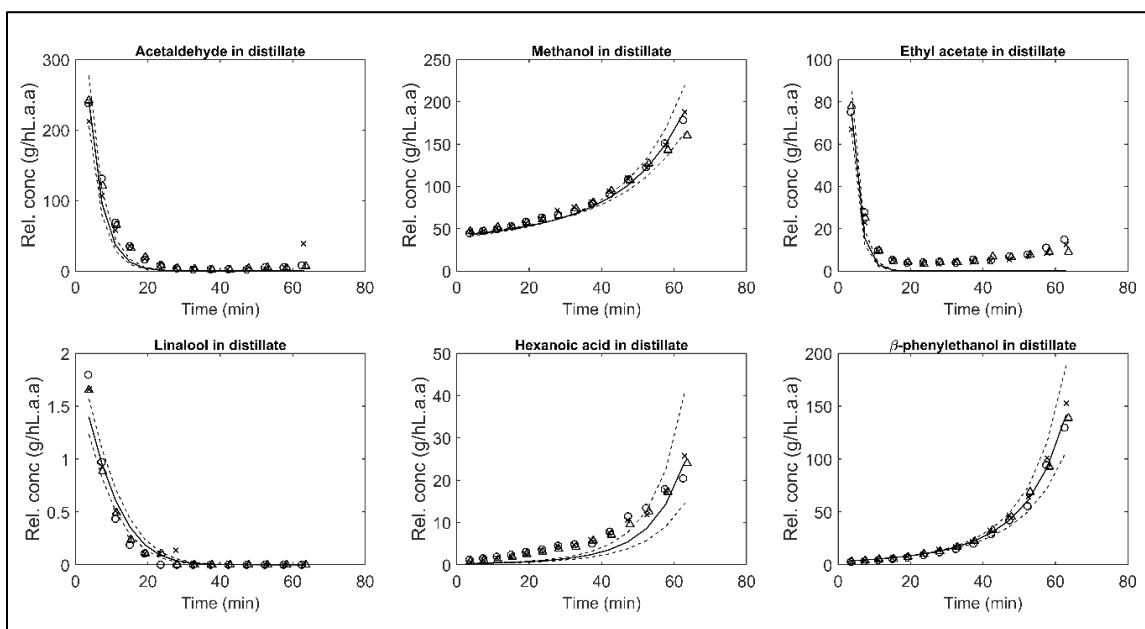 Acetaldehyde in distillate
Rel. conc (g/hL.a.a)
300
200
100
0
0 20 40 60 80
Time (min)
Methanol in distillate
Rel. conc (g/hL.a.a)
250
200
150
100
50
0
0 20 40 60 80
Time (min)
Ethyl acetate in distillate
Rel. conc (g/hL.a.a)
100
80
60
40
20
0
0 20 40 60 80
Time (min)
Linalool in distillate
Rel. conc (g/hL.a.a)
2
1.5
1
0.5
0
0 20 40 60 80
Time (min)
Hexanoic acid in distillate
Rel. conc (g/hL.a.a)
50
40
30
20
10
0
0 20 40 60 80
Time (min)
β-phenylethanol in distillate
Rel. conc (g/hL.a.a)
200
150
100
50
0
0 20 40 60 80
Time (min)